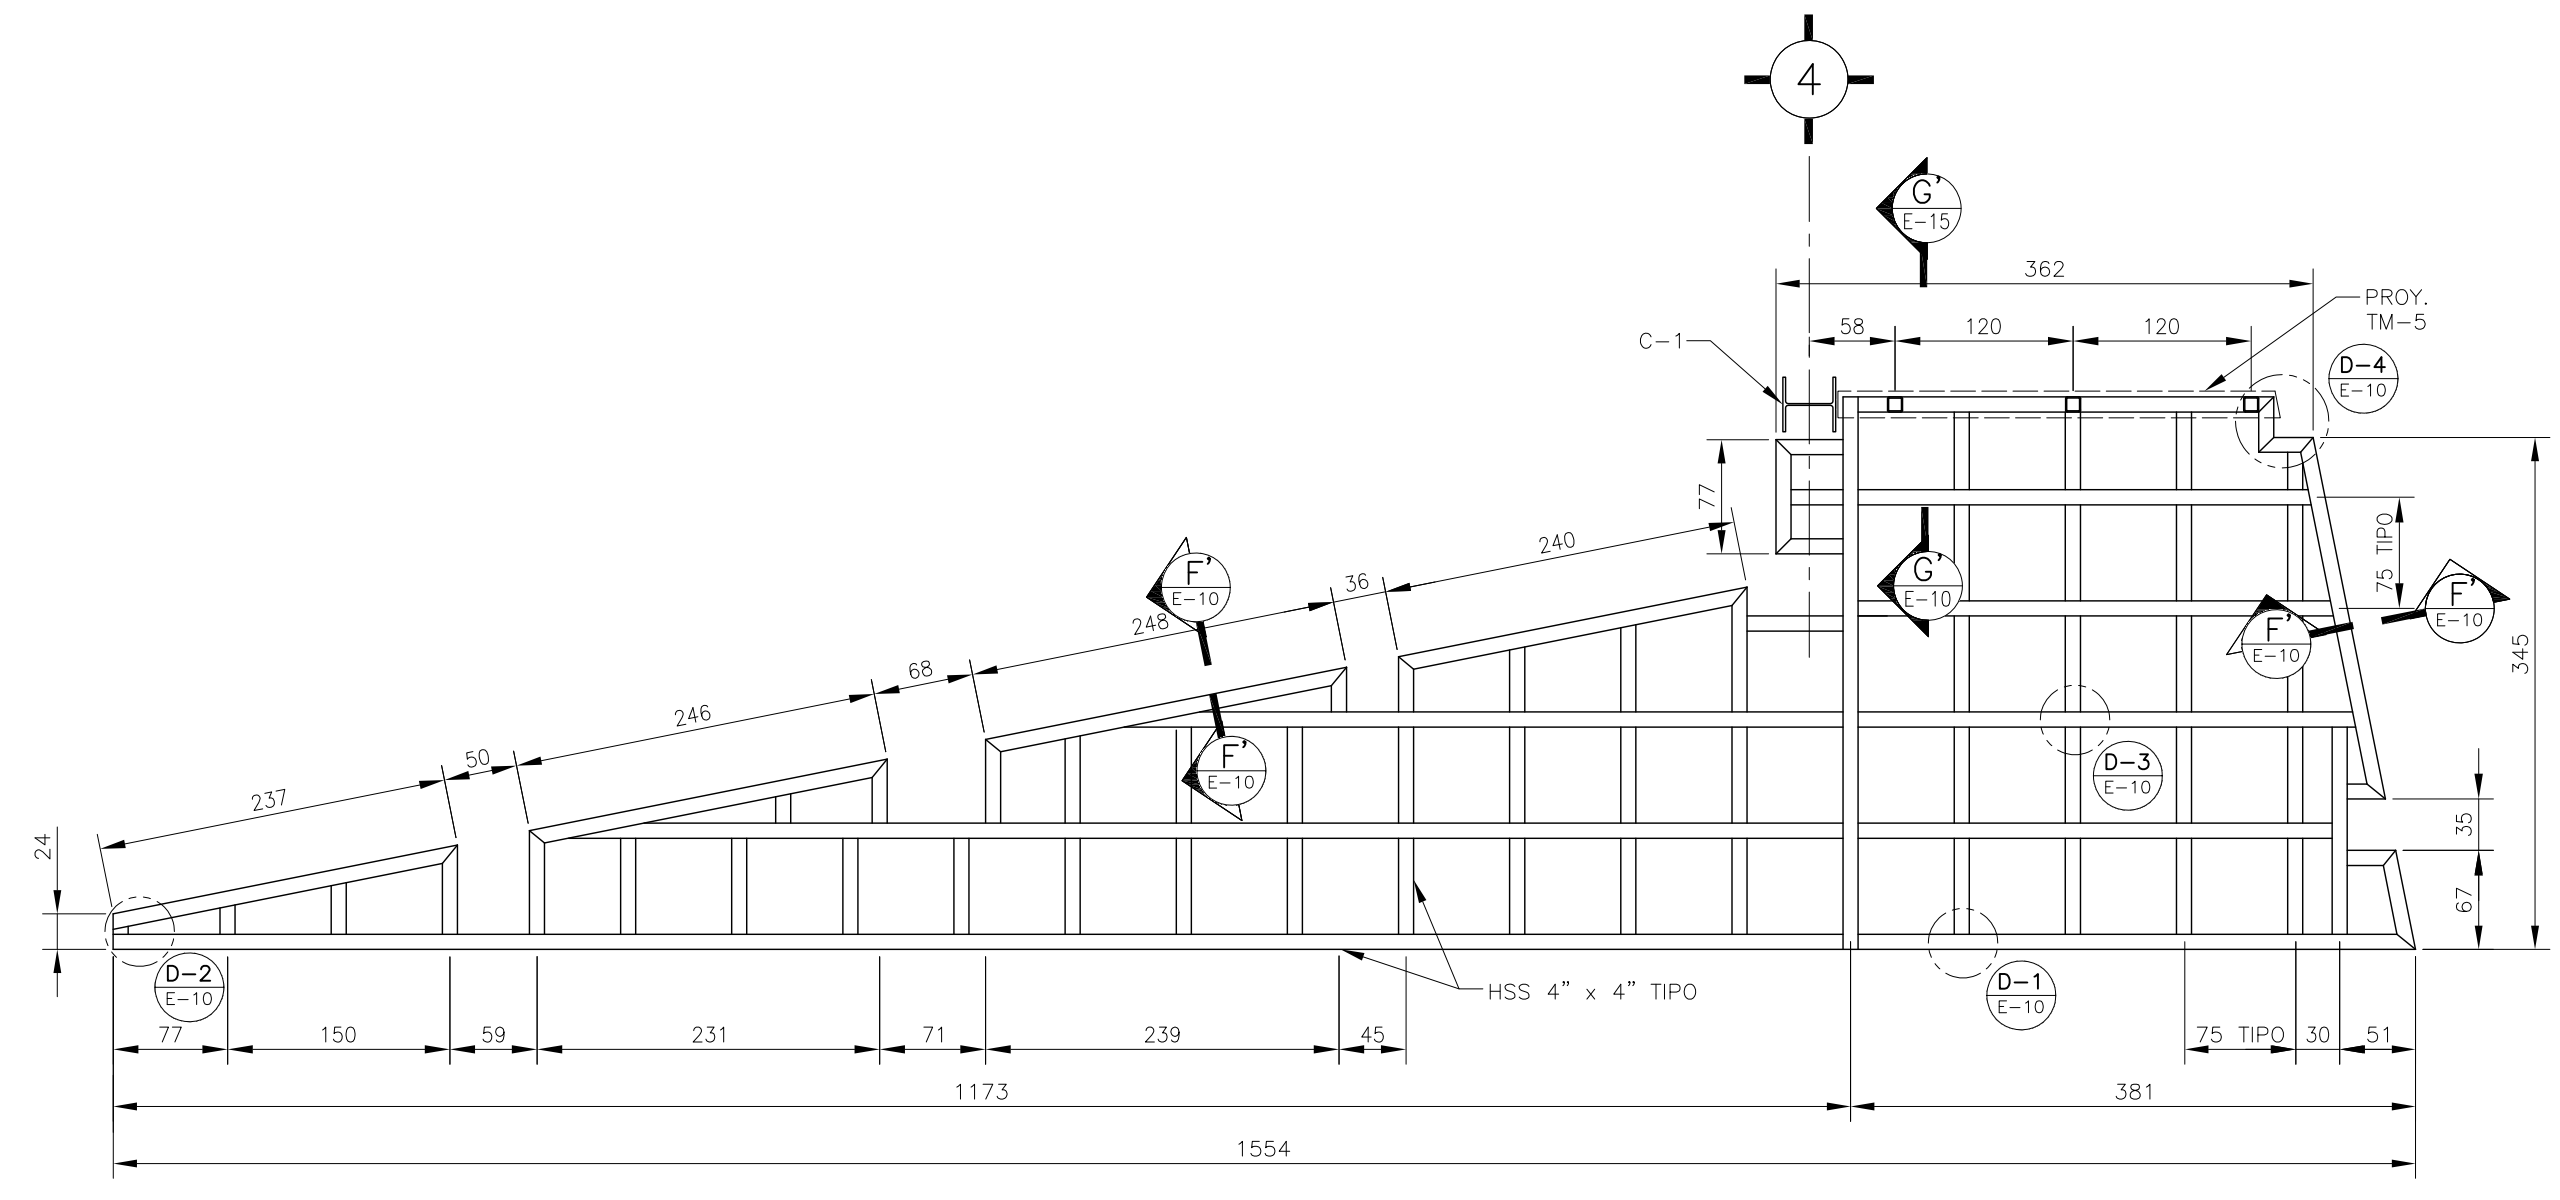 4
G’
E-15
362
PROY.
TM-5
58
120
120
C-1
D-4
E-10
77
240
75 TIPO
F’
E-10
36
G’
E-10
F’
E-10
F’
E-10
248
345
68
246
F’
E-10
50
D-3
E-10
237
35
24
67
D-2
E-10
HSS 4” x 4” TIPO
D-1
E-10
77
150
59
231
71
239
45
75 TIPO
30
51
1173
381
1554